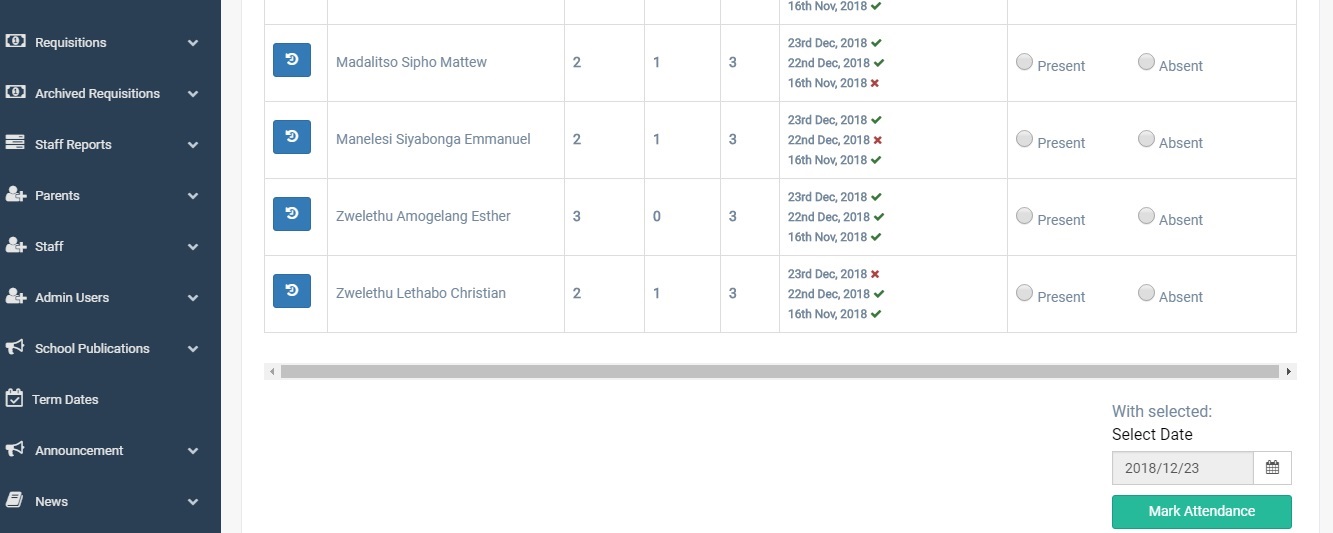 Requisitions
Archived Requisitions
Staff Reports
Parents
Staff
Admin Users
School Publications
Term Dates
Announcement
News
16th Nov, 2018
Madalitso Sipho Mattew 2 1 3 23rd Dec, 2018 Present Absent
22nd Dec, 2018
16th Nov, 2018
Manelesi Siyabonga Emmanuel 2 1 3 23rd Dec, 2018 Present Absent
22nd Dec, 2018
16th Nov, 2018
Zwelethu Amogelang Esther 3 0 3 23rd Dec, 2018 Present Absent
22nd Dec, 2018
16th Nov, 2018
Zwelethu Lethabo Christian 2 1 3 23rd Dec, 2018 Present Absent
22nd Dec, 2018
16th Nov, 2018
With selected:
Select Date
2018/12/23
Mark Attendance